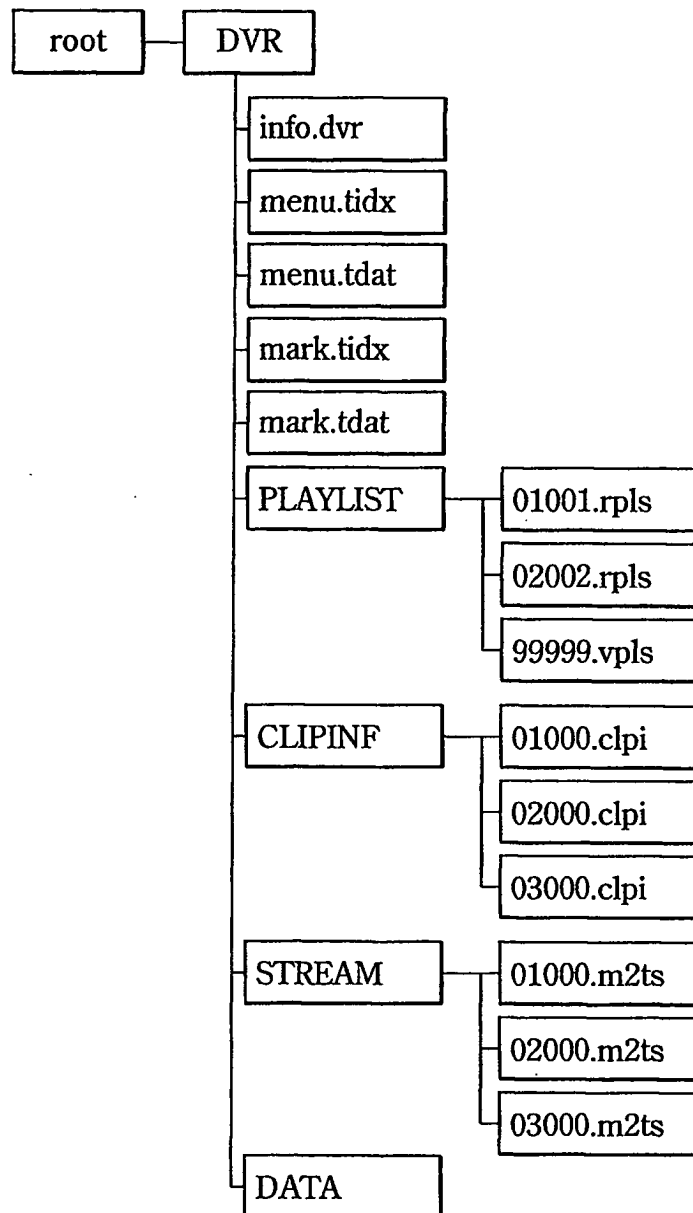 root
DVR
info.dvr
menu.tidx
menu.tdat
mark.tidx
mark.tdat
PLAYLIST
01001.rpls
02002.rpls
99999.vpls
CLIPINF
01000.clpi
02000.clpi
03000.clpi
STREAM
01000.m2ts
02000.m2ts
03000.m2ts
DATA